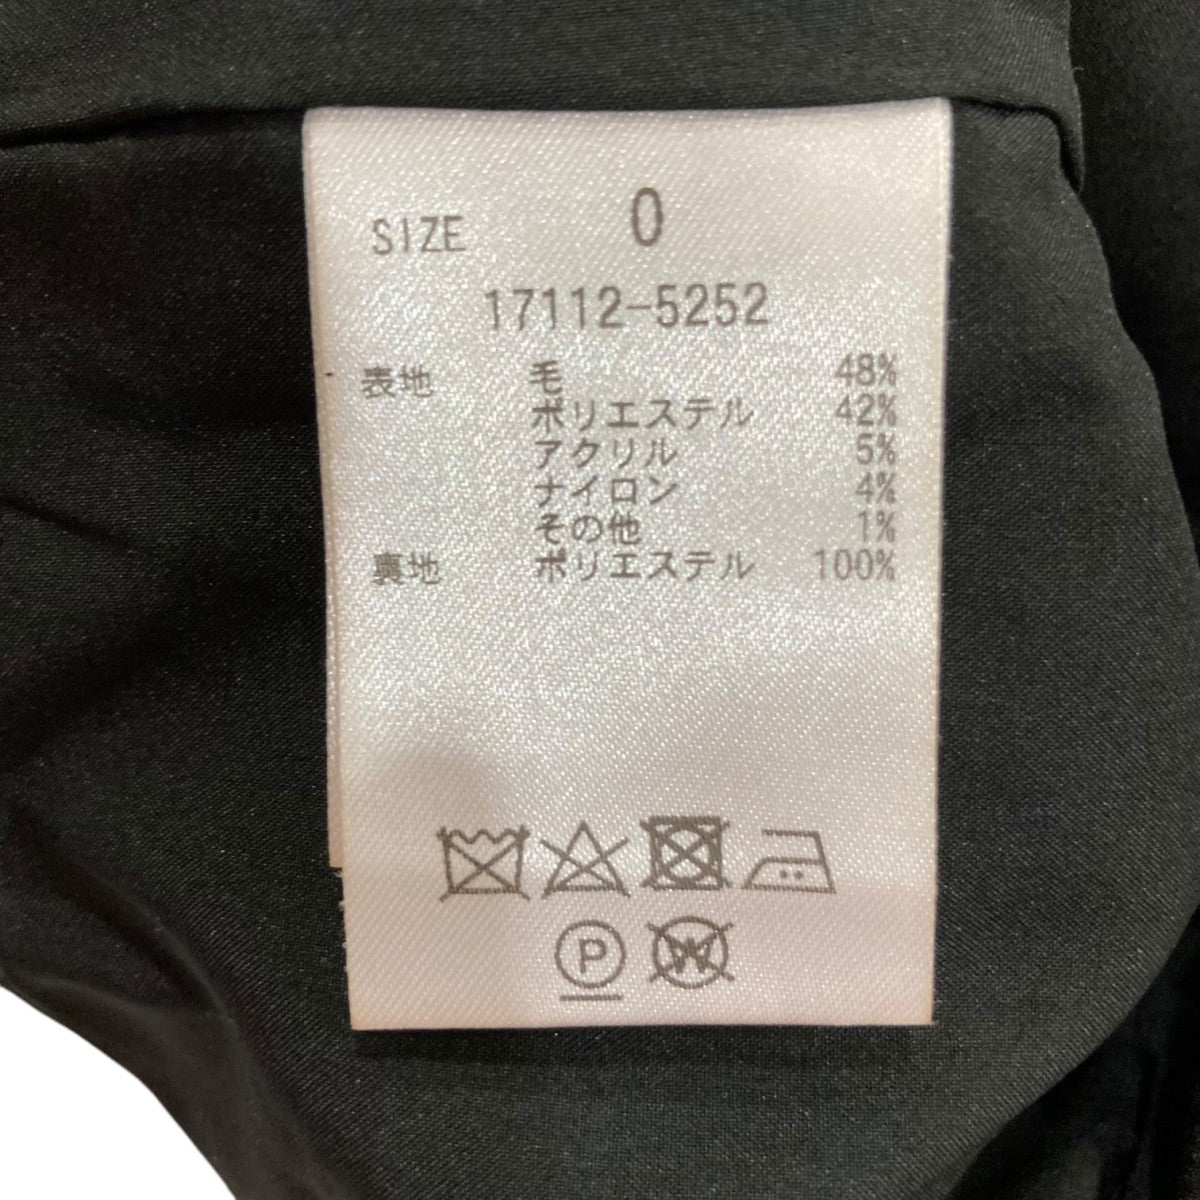 SIZE 0
17112-5252
表地 毛 48%
ポリエステル 42%
アクリル 5%
ナイロン 4%
その他 1%
裏地 ポリエステル 100%
P W